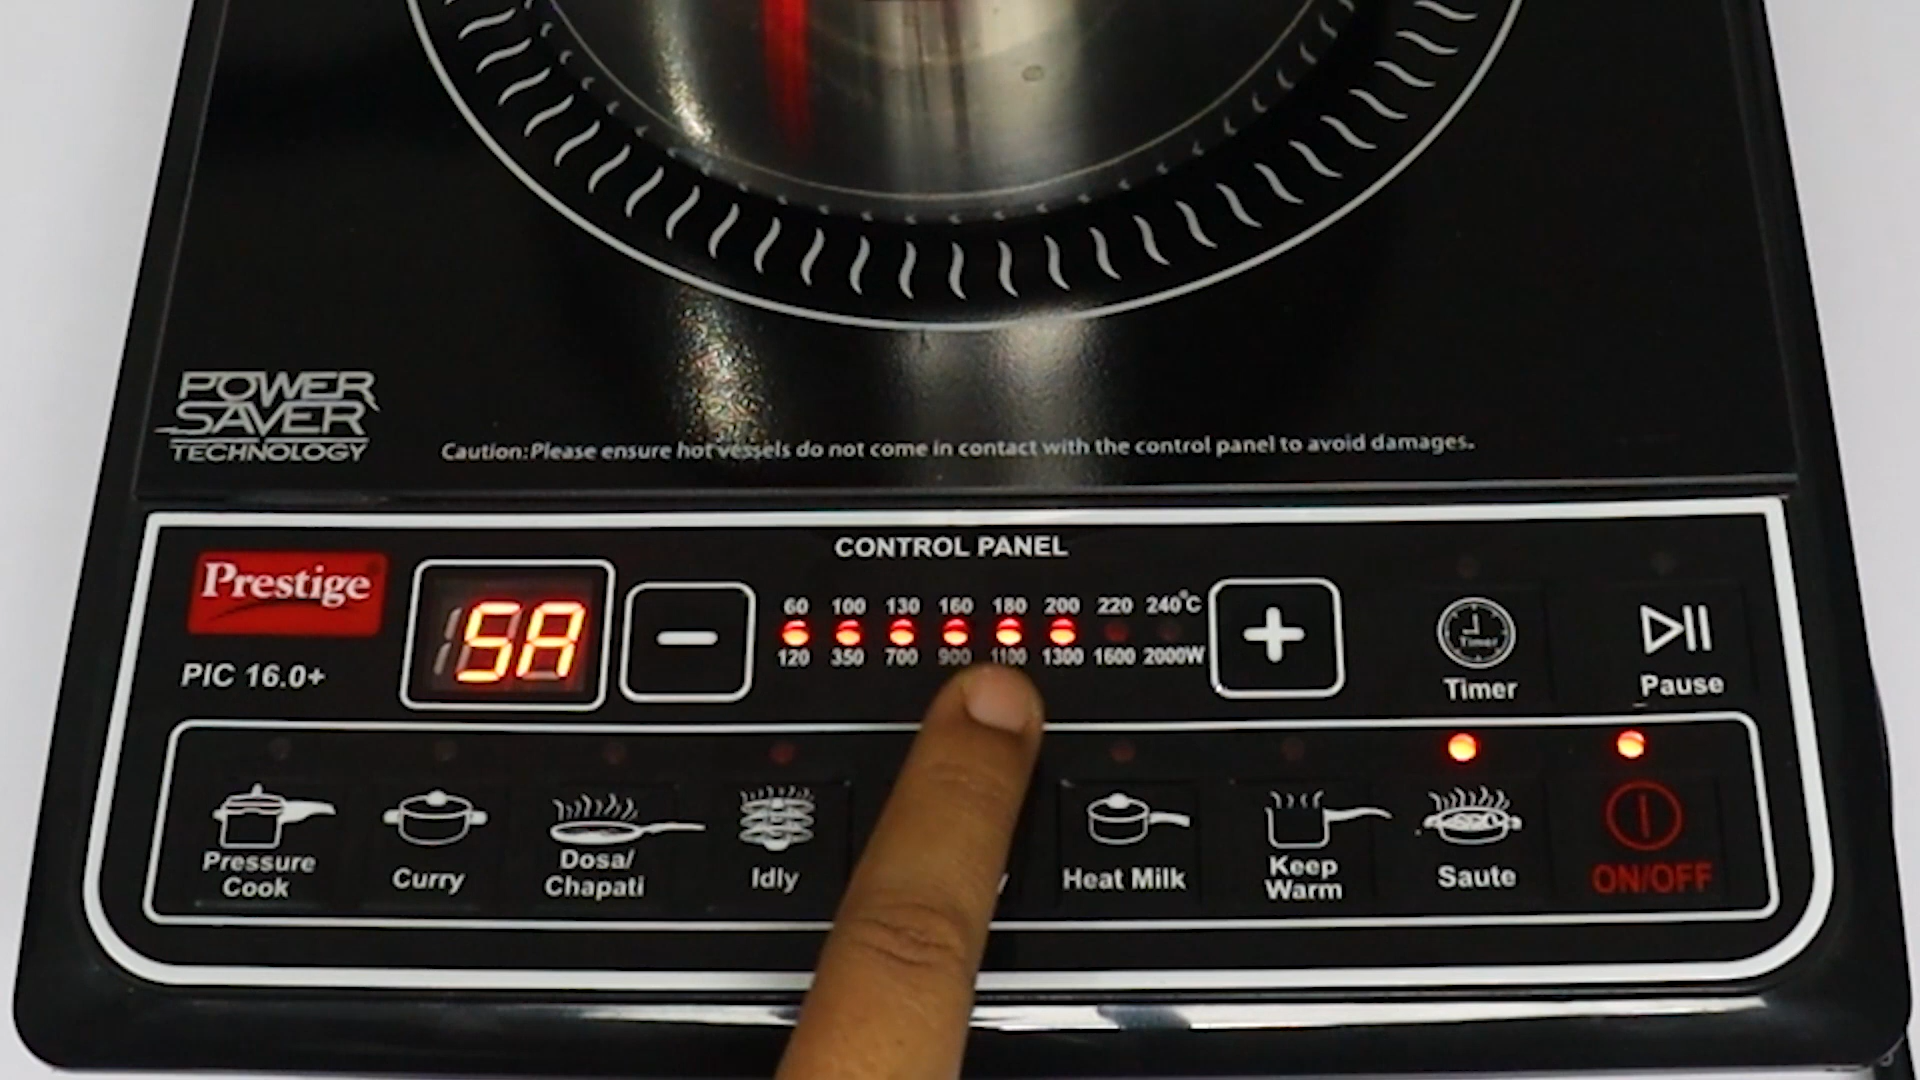 POWER
SAVER
TECHNOLOGY
Caution:Please ensure hot vessels do not come in contact with the control panel to avoid damages.
CONTROL PANEL
Prestige
PIC 16.0+
SA
60 100 130 160 180 200 220 240°C
120 350 700 900 1100 1300 1600 2000W
Timer
Timer
Pause
Pressure
Cook
Curry
Dosa/
Chapati
Idly
Heat Milk
Keep
Warm
Saute
ON/OFF